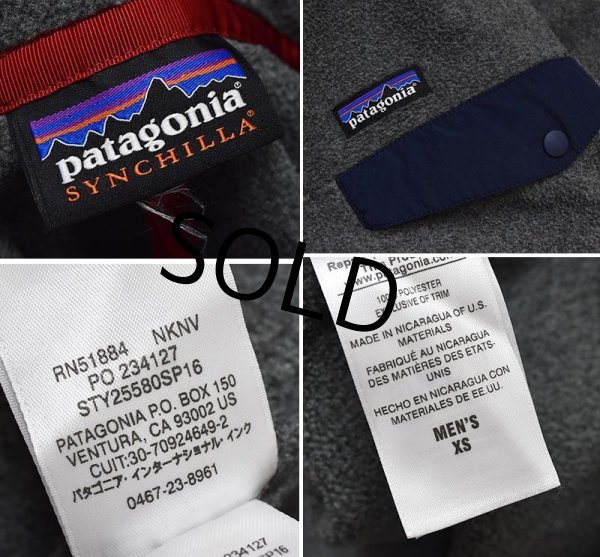 patagonia®
SYNCHILLA®
patagonia®
SOLD
RN51884 NKNV
PO 234127
STY25580SP16
PATAGONIA P.O. BOX 150
VENTURA, CA 93002 US
CUIT:30-70924649-2
パタゴニア・インターナショナル インク
0467-23-8961
234127
580SP16
www.patagonia.c
100% POLYESTER
EXCLUSIVE OF TRIM
MADE IN NICARAGUA OF U.S.
MATERIALS
FABRIQUÉ AU NICARAGUA
DES MATIÈRES DES ETATS-
UNIS
HECHO EN NICARAGUA CON
MATERIALES DE EE.UU.
MEN'S
XS